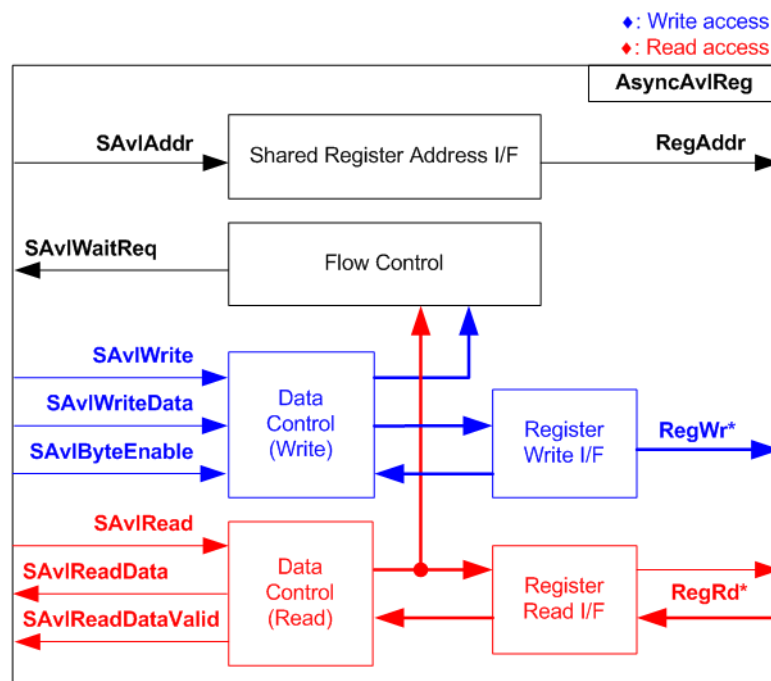 ♦: Write access
♦: Read access
AsyncAvlReg
SAvlAddr
Shared Register Address I/F
RegAddr
SAvlWaitReq
Flow Control
SAvlWrite
SAvlWriteData
SAvlByteEnable
Data
Control
(Write)
Register
Write I/F
RegWr*
SAvlRead
SAvlReadData
SAvlReadDataValid
Data
Control
(Read)
Register
Read I/F
RegRd*